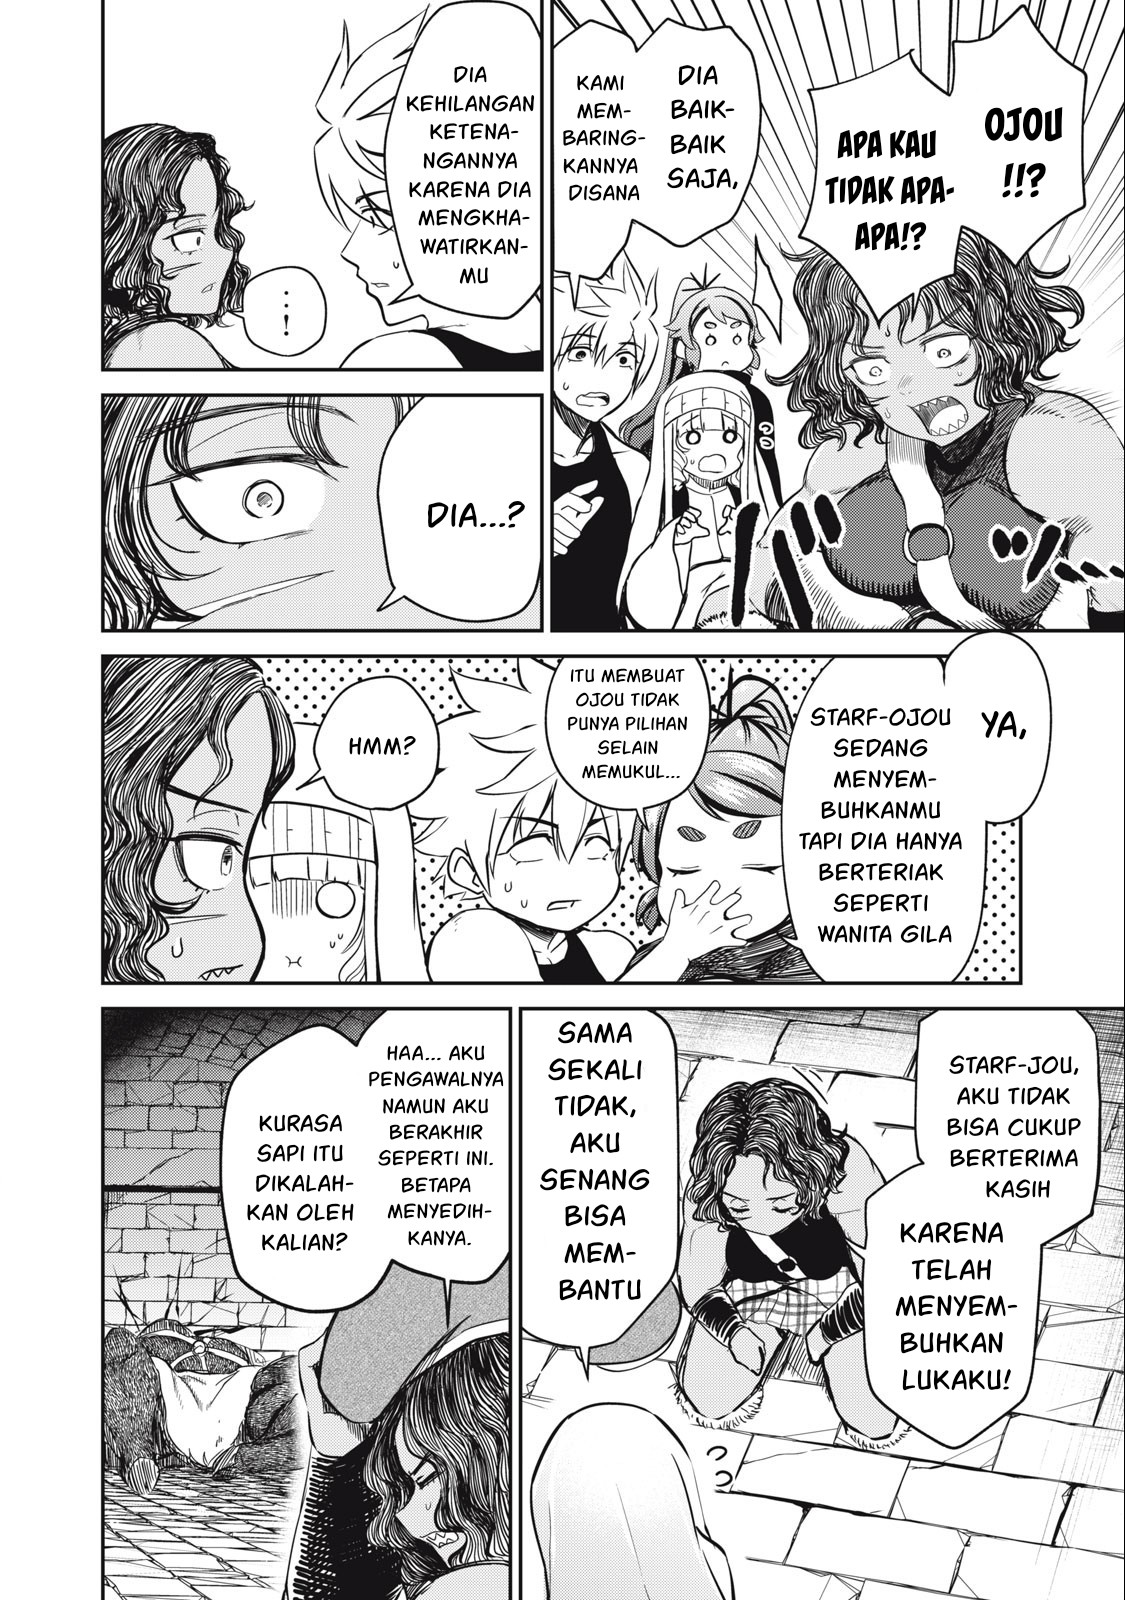 OJOU
!!?
APA KAU
TIDAK APA-
APA!?
DIA
BAIK-
BAIK
SAJA,
KAMI
MEM-
BARING-
KANNYA
DISANA
DIA
KEHILANGAN
KETENA-
NGANNYA
KARENA DIA
MENGKHA-
WATIRKAN-
MU
...!
DIA...?
YA,
STARF-OJOU
SEDANG
MENYEM-
BUHKANMU
TAPI DIA HANYA
BERTERIAK
SEPERTI
WANITA GILA
ITU MEMBUAT
OJOU TIDAK
PUNYA PILIHAN
SELAIN
MEMUKUL...
HMM?
STARF-JOU,
AKU TIDAK
BISA CUKUP
BERTERIMA
KASIH
KARENA
TELAH
MENYEM-
BUHKAN
LUKAKU!
SAMA
SEKALI
TIDAK,
AKU
SENANG
BISA
MEM-
BANTU
HAA... AKU
PENGAWALNYA
NAMUN AKU
BERAKHIR
SEPERTI INI.
BETAPA
MENYEDIH-
KANYA.
KURASA
SAPI ITU
DIKALAH-
KAN OLEH
KALIAN?